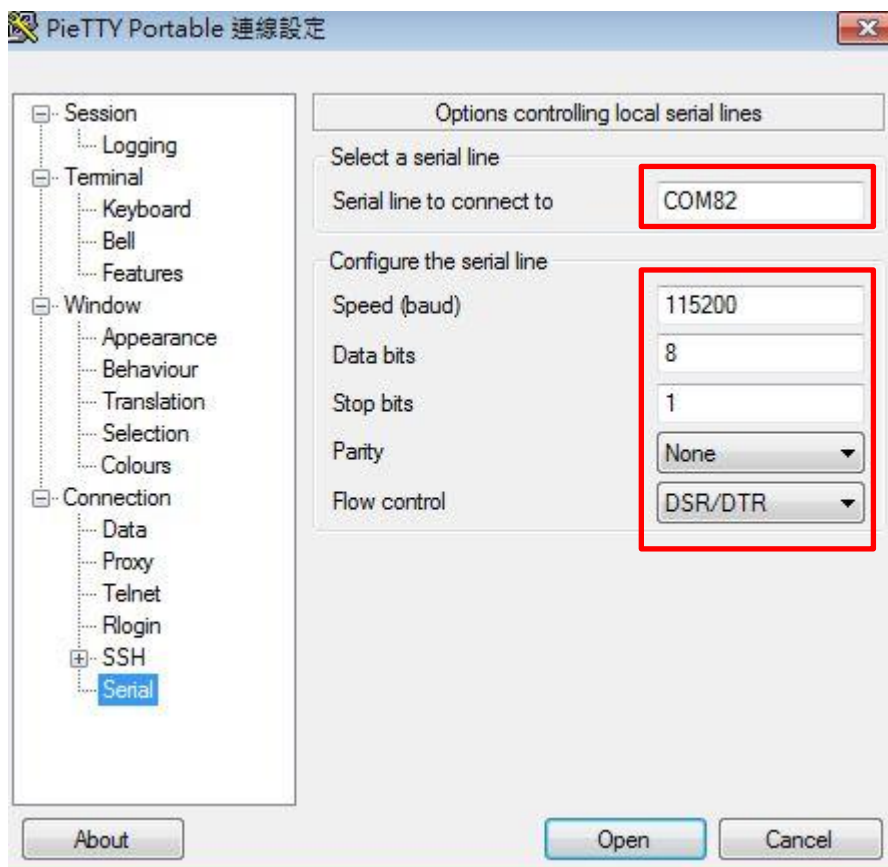 PieTTY Portable 連線設定
Session
Logging
Terminal
Keyboard
Bell
Features
Window
Appearance
Behaviour
Translation
Selection
Colours
Connection
Data
Proxy
Telnet
Rlogin
SSH
Serial
Options controlling local serial lines
Select a serial line
Serial line to connect to COM82
Configure the serial line
Speed (baud) 115200
Data bits 8
Stop bits 1
Parity None
Flow control DSR/DTR
About Open Cancel